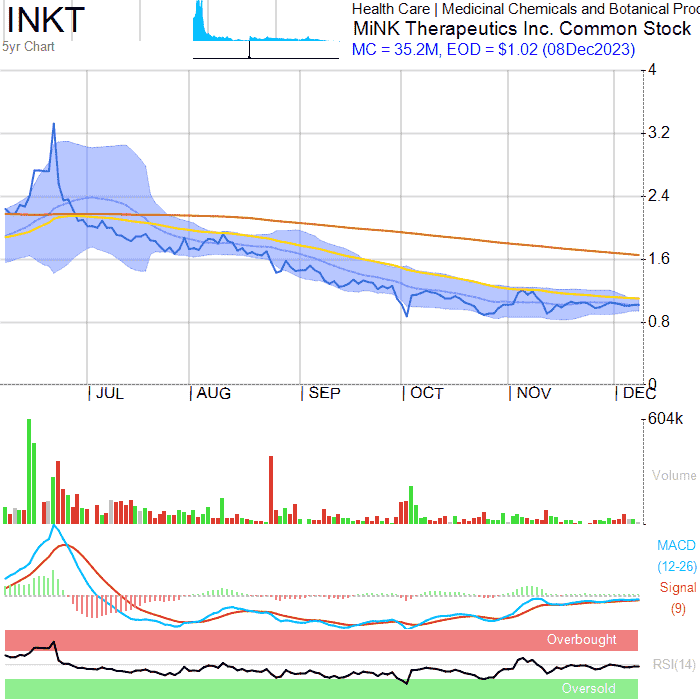 INKT
5yr Chart
Health Care | Medicinal Chemicals and Botanical Proc
MiNK Therapeutics Inc. Common Stock
MC = 35.2M, EOD = $1.02 (08Dec2023)
4
3.2
2.4
1.6
0.8
0
JUL AUG SEP OCT NOV DEC
604k
Volume
MACD
(12-26)
Signal
(9)
Overbought
RSI(14)
Oversold